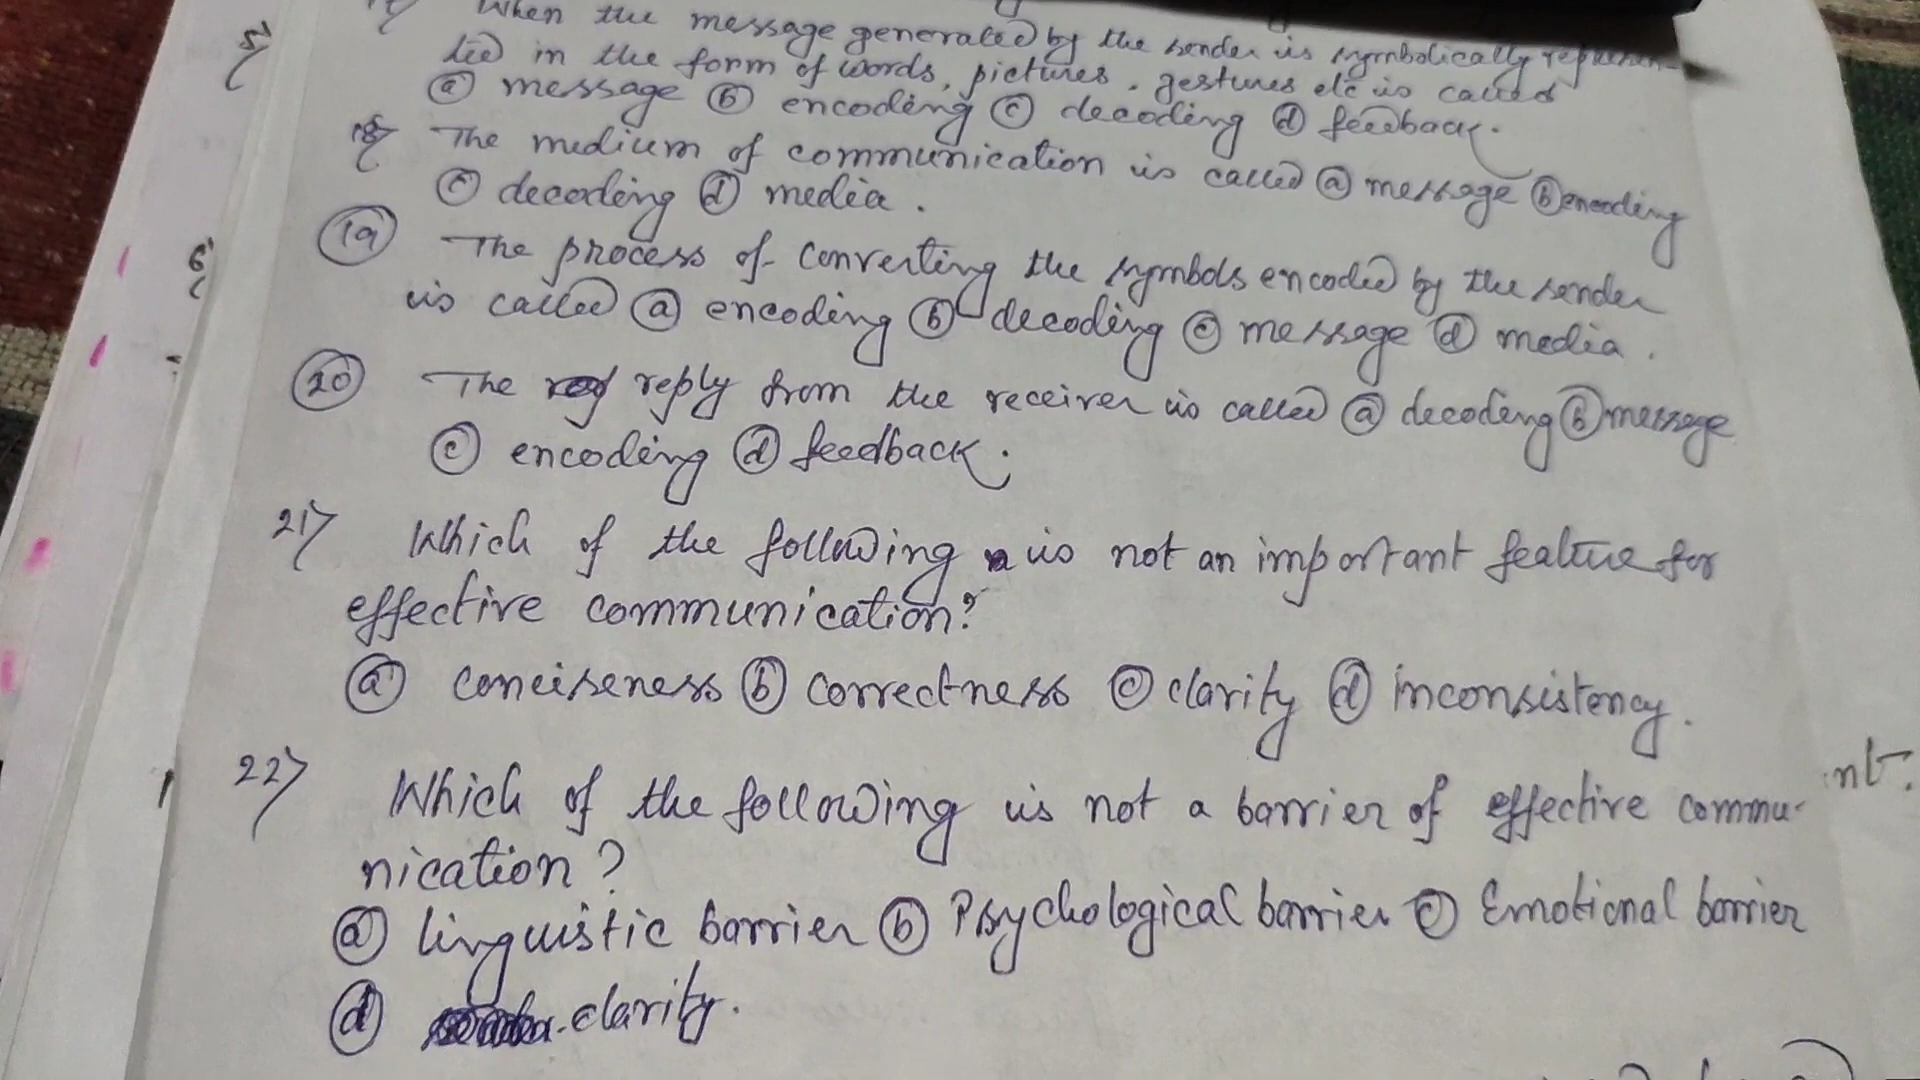 17) When the message generated by the sender is symbolically represen-
ted in the form of words, pictures, gestures etc is called
ⓐ message ⓑ encoding ⓒ decoding ⓓ feedback.
18) The medium of communication is called ⓐ message ⓑ encoding
ⓒ decoding ⓓ media.
19 The process of converting the symbols encoded by the sender
is called ⓐ encoding ⓑ decoding ⓒ message ⓓ media.
20 The reply from the receiver is called ⓐ decoding ⓑ message
ⓒ encoding ⓓ feedback.
21) Which of the following is not an important feature for
effective communication?
ⓐ conciseness ⓑ correctness ⓒ clarity ⓓ inconsistency.
22) Which of the following is not a barrier of effective commu-
nication?
ⓐ linguistic barrier ⓑ Psychological barrier ⓒ Emotional barrier
ⓓ clarity.
5)
6)
nt.